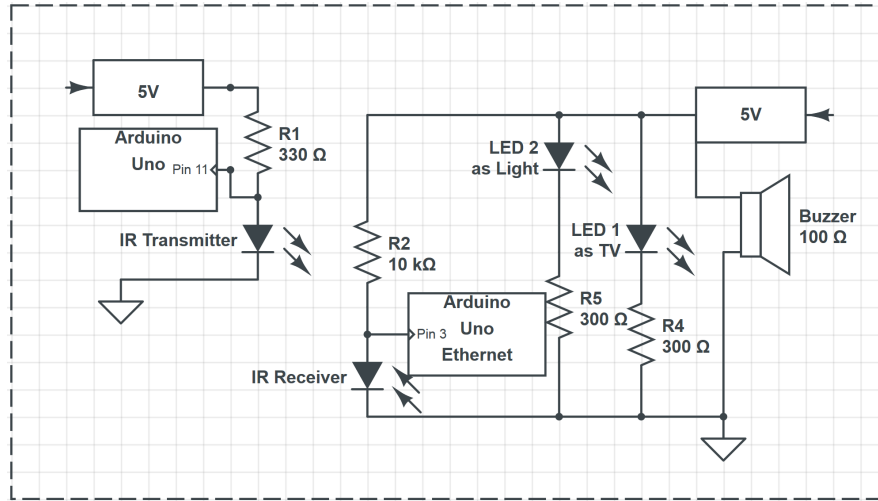 5V
Arduino
Uno
Pin 11
R1
330 Ω
IR Transmitter
R2
10 kΩ
Arduino
Uno
Ethernet
Pin 3
IR Receiver
LED 2
as Light
R5
300 Ω
LED 1
as TV
R4
300 Ω
5V
Buzzer
100 Ω